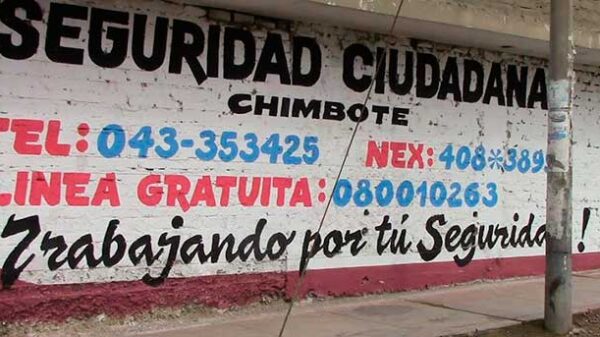 SEGURIDAD CIUDADANA
CHIMBOTE
TEL: 043-353425 NEX: 408*389
LINEA GRATUITA: 080010263
¡Trabajando por tú Seguridad!